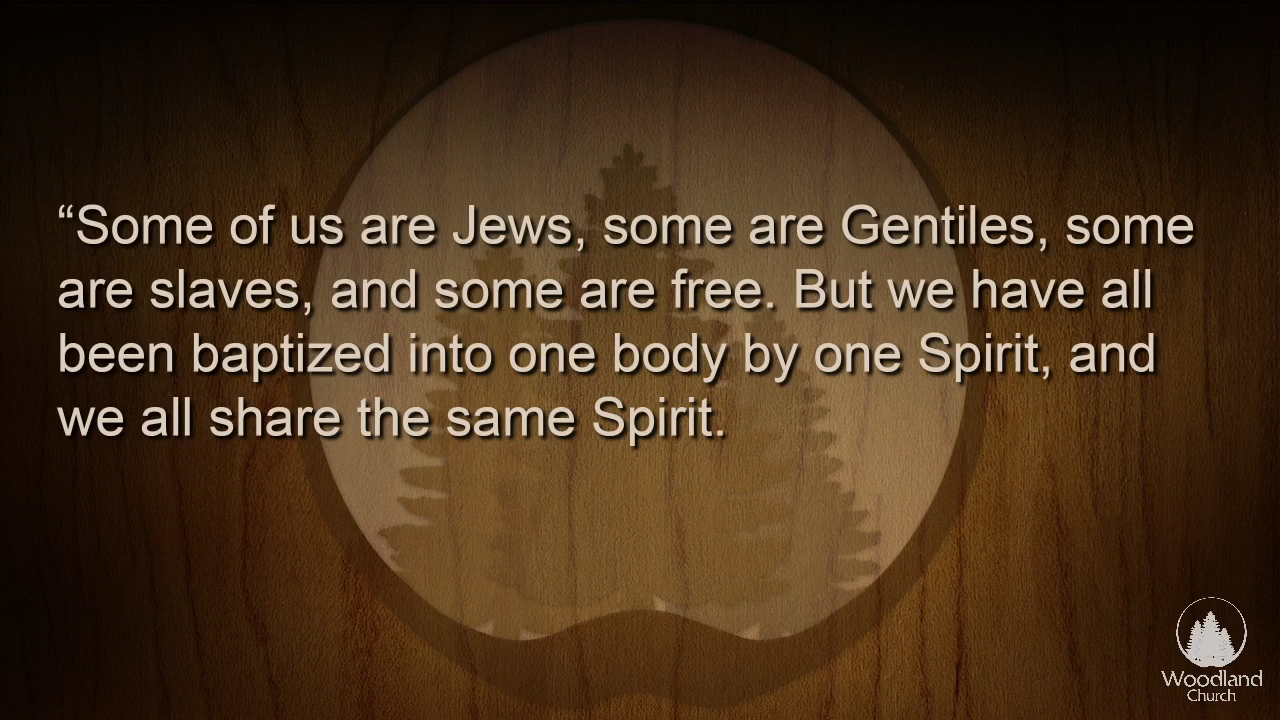 “Some of us are Jews, some are Gentiles, some
are slaves, and some are free. But we have all
been baptized into one body by one Spirit, and
we all share the same Spirit.
Woodland
Church